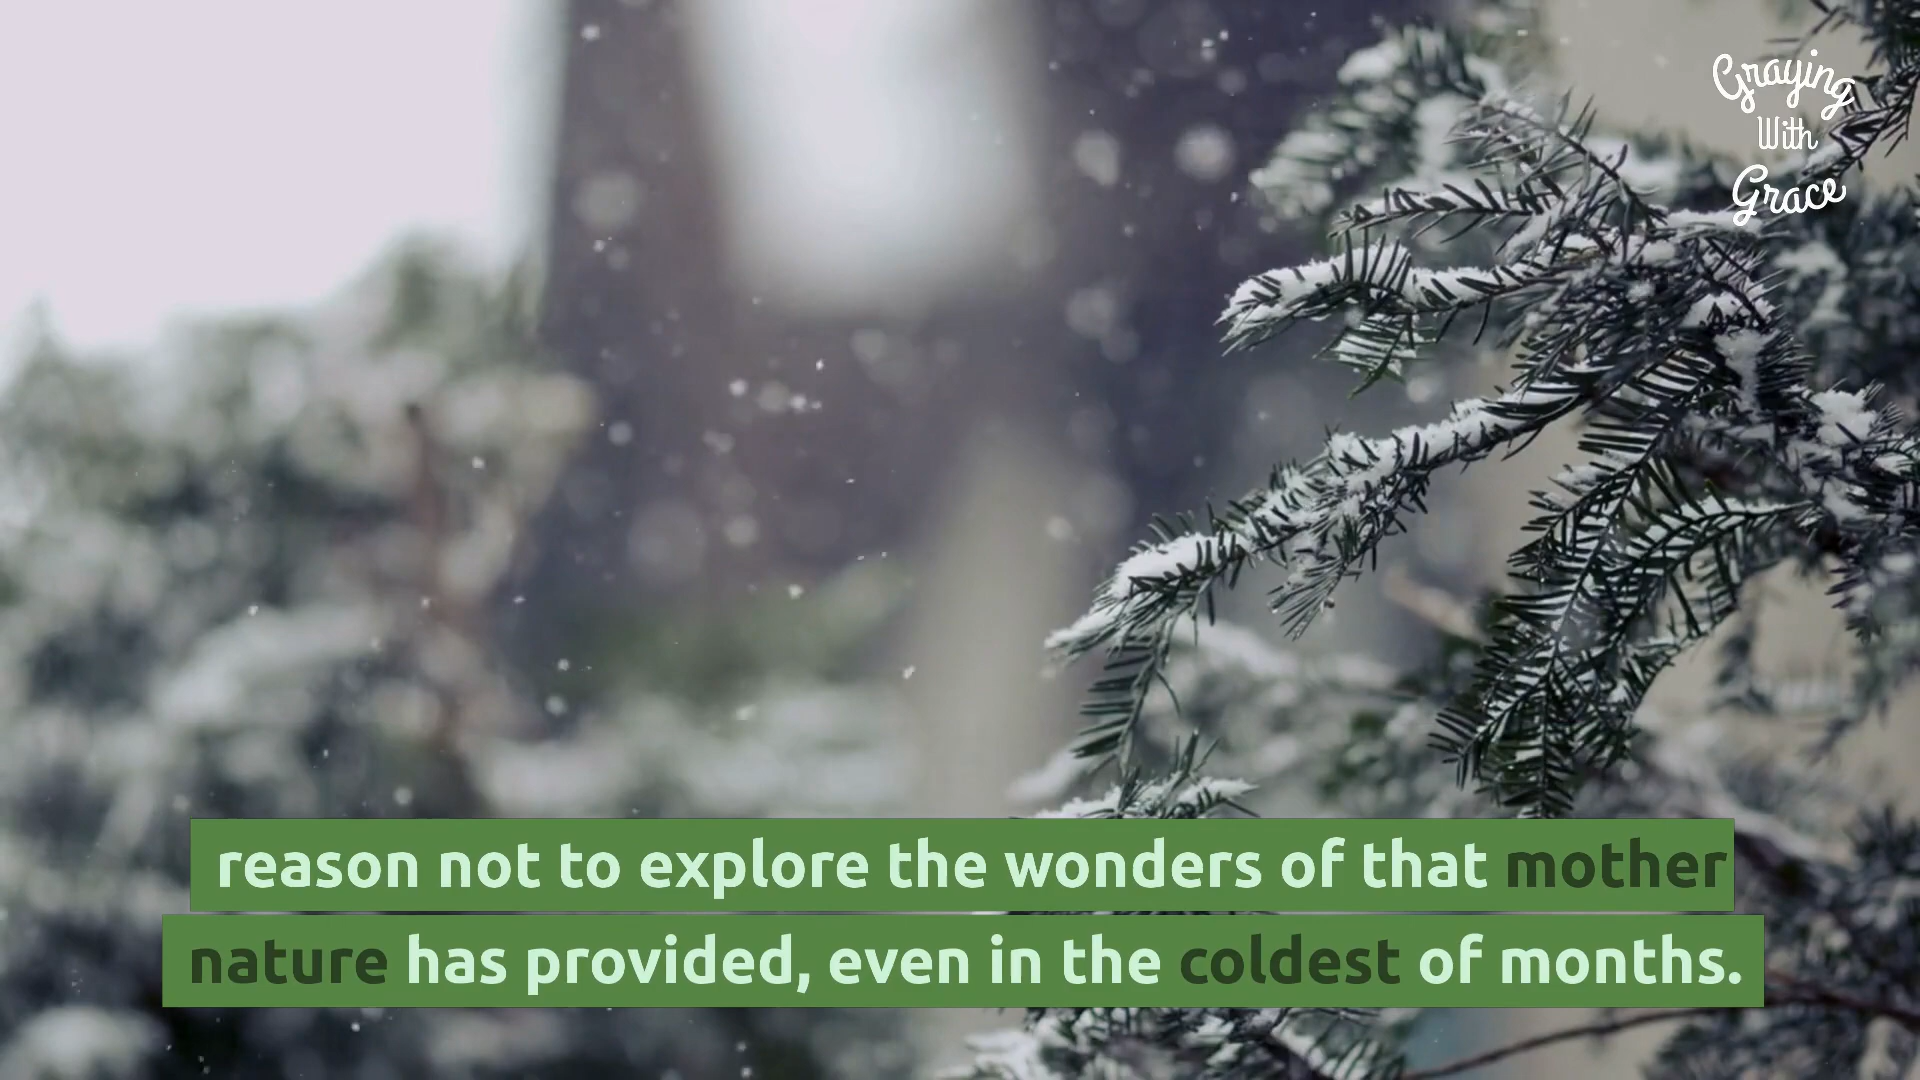 Graying
With
Grace
reason not to explore the wonders of that mother
nature has provided, even in the coldest of months.